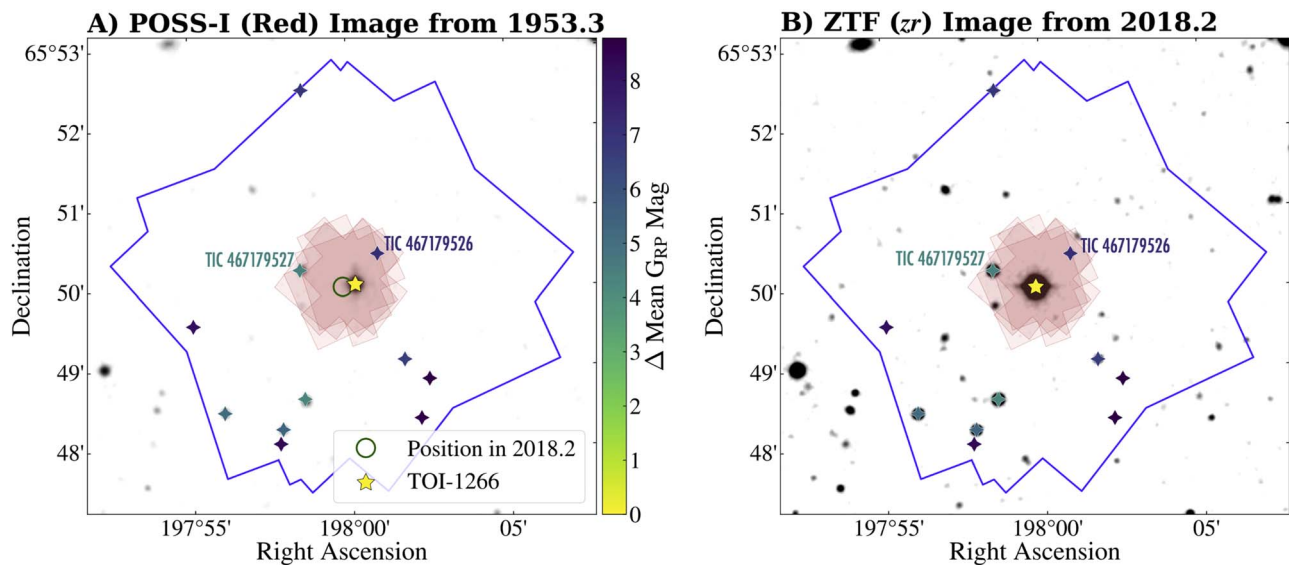 A) POSS-I (Red) Image from 1953.3
65°53'
52'
51'
50'
49'
48'
Declination
TIC 467179527
TIC 467179526
Position in 2018.2
TOI-1266
197°55'
198°00'
05'
Right Ascension
8
7
6
5
4
3
2
1
0
Δ Mean G_RP Mag
B) ZTF (zr) Image from 2018.2
65°53'
52'
51'
50'
49'
48'
Declination
TIC 467179527
TIC 467179526
197°55'
198°00'
05'
Right Ascension